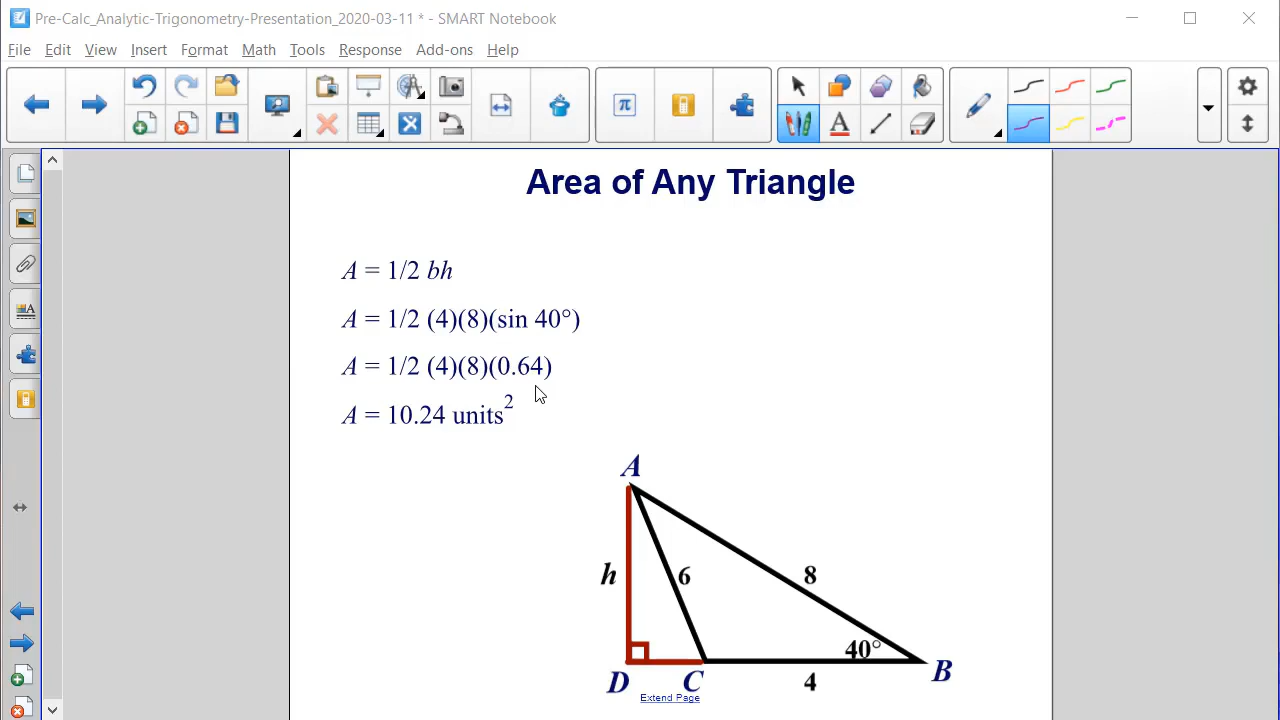 Pre-Calc_Analytic-Trigonometry-Presentation_2020-03-11 * - SMART Notebook
File Edit View Insert Format Math Tools Response Add-ons Help
π
A
Area of Any Triangle
A = 1/2 bh
A = 1/2 (4)(8)(sin 40°)
A = 1/2 (4)(8)(0.64)
A = 10.24 units²
A
h
6
8
40°
D
C
4
B
Extend Page